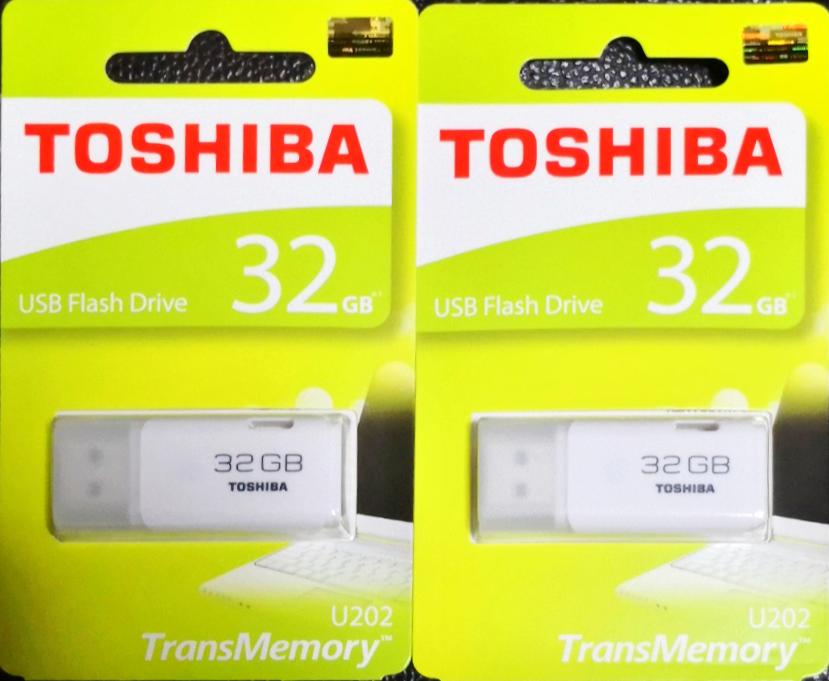 TOSHIBA
USB Flash Drive 32GB
32GB
TOSHIBA
U202
TransMemory™
TOSHIBA
USB Flash Drive 32GB
32GB
TOSHIBA
U202
TransMemory™